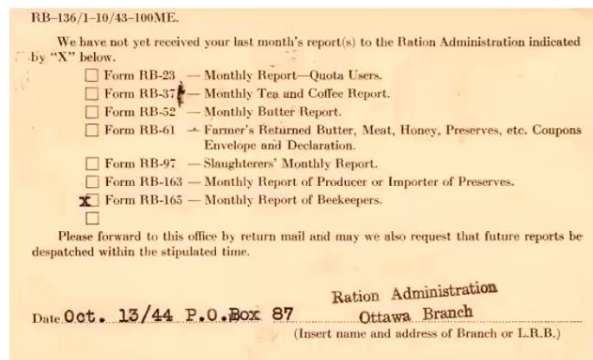 RB–136/1–10/43–100ME.
We have not yet received your last month's report(s) to the Ration Administration indicated
by "X" below.
Form RB-23 — Monthly Report—Quota Users.
Form RB-37 — Monthly Tea and Coffee Report.
Form RB-52 — Monthly Butter Report.
Form RB-61 — Farmer's Returned Butter, Meat, Honey, Preserves, etc. Coupons
Envelope and Declaration.
Form RB-97 — Slaughterers' Monthly Report.
Form RB-163 — Monthly Report of Producer or Importer of Preserves.
X Form RB-165 — Monthly Report of Beekeepers.
Please forward to this office by return mail and may we also request that future reports be
despatched within the stipulated time.
Ration Administration
Date Oct. 13/44 P.O.Box 87 Ottawa Branch
(Insert name and address of Branch or L.R.B.)